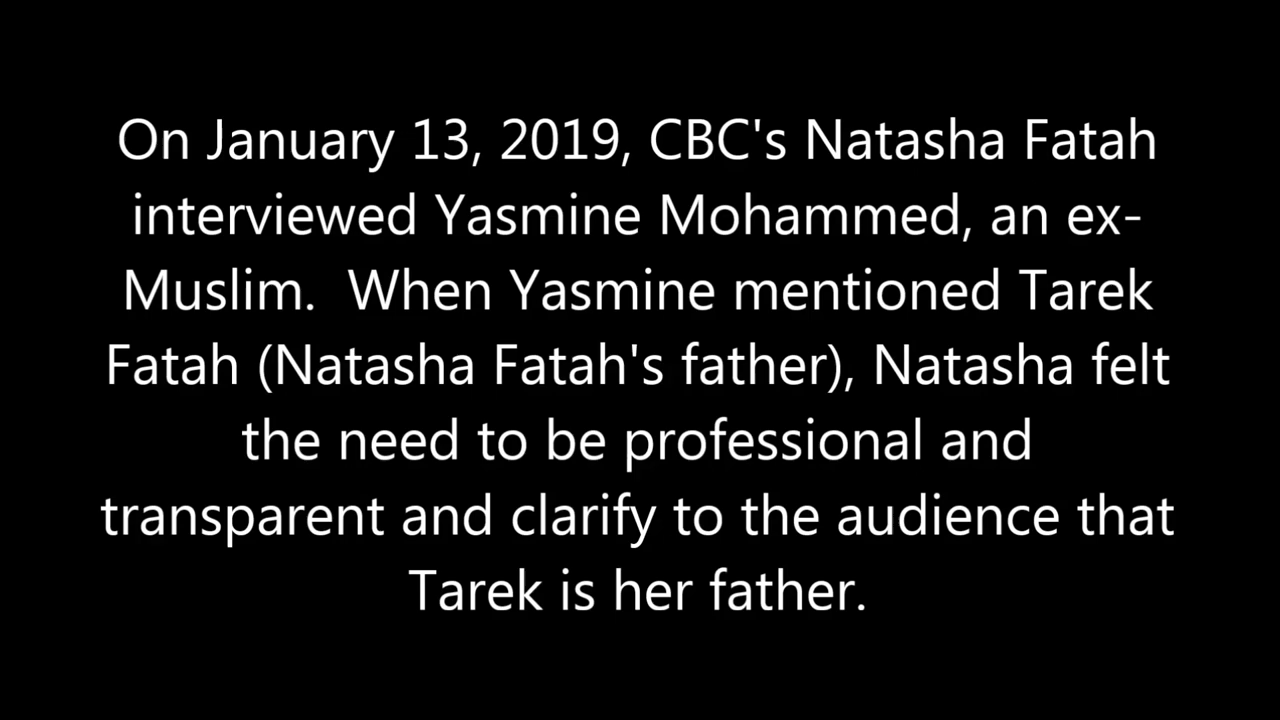 On January 13, 2019, CBC's Natasha Fatah
interviewed Yasmine Mohammed, an ex-
Muslim.  When Yasmine mentioned Tarek
Fatah (Natasha Fatah's father), Natasha felt
the need to be professional and
transparent and clarify to the audience that
Tarek is her father.